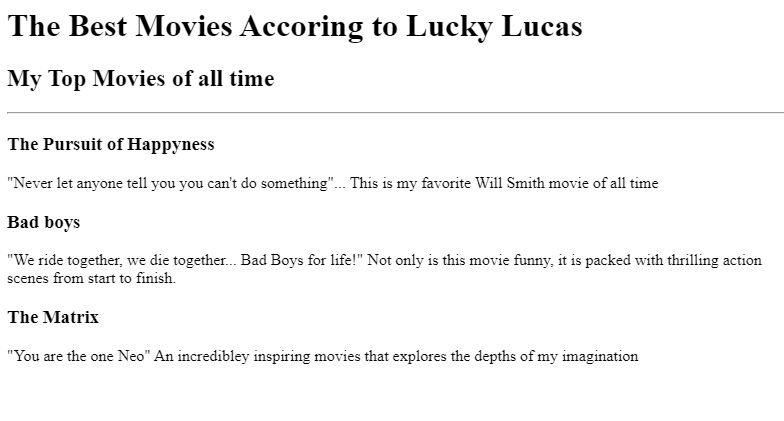 The Best Movies Accoring to Lucky Lucas
My Top Movies of all time
The Pursuit of Happyness
"Never let anyone tell you you can't do something"... This is my favorite Will Smith movie of all time
Bad boys
"We ride together, we die together... Bad Boys for life!" Not only is this movie funny, it is packed with thrilling action
scenes from start to finish.
The Matrix
"You are the one Neo" An incredibley inspiring movies that explores the depths of my imagination